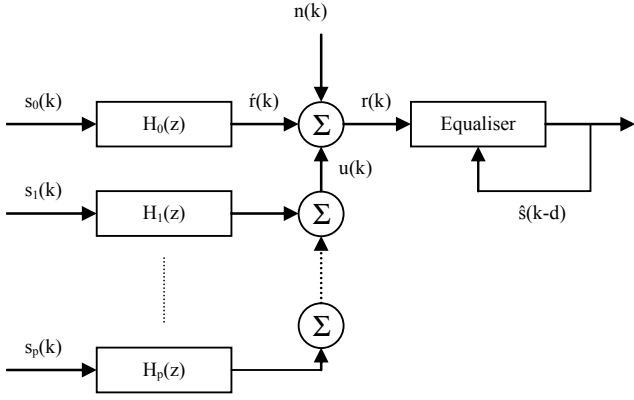 n(k)
s₀(k)
H₀(z)
ŕ(k)
Σ
r(k)
Equaliser
u(k)
s₁(k)
H₁(z)
Σ
ŝ(k-d)
Σ
sₚ(k)
Hₚ(z)